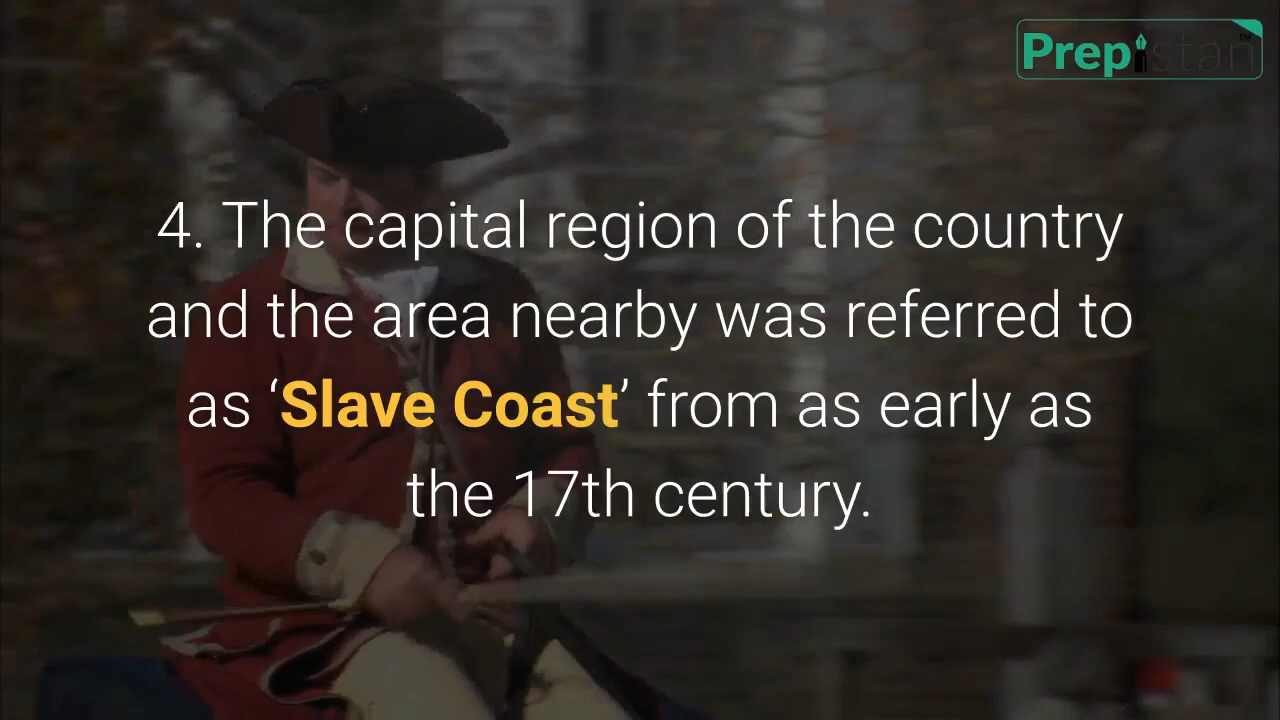 Prepistan™
4. The capital region of the country
and the area nearby was referred to
as ‘Slave Coast’ from as early as
the 17th century.